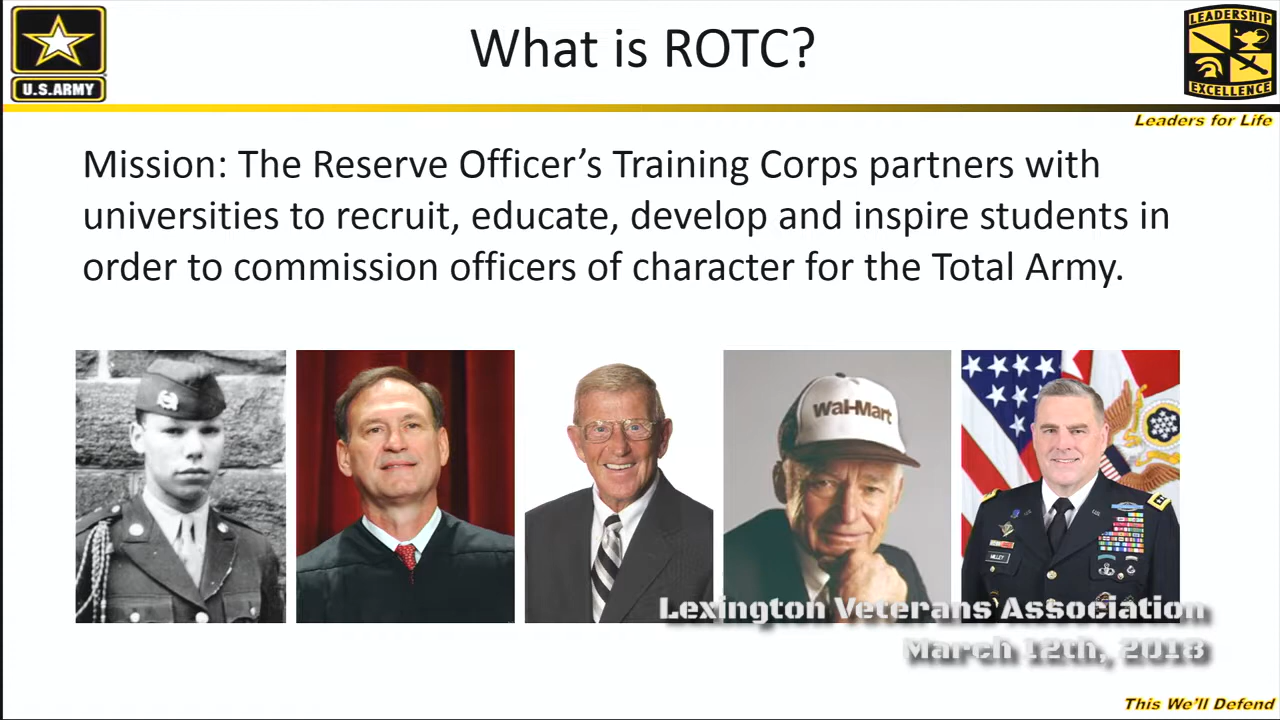 What is ROTC?
U.S.ARMY
LEADERSHIP
EXCELLENCE
Leaders for Life
Mission: The Reserve Officer’s Training Corps partners with
universities to recruit, educate, develop and inspire students in
order to commission officers of character for the Total Army.
Wal-Mart
MILLEY
Lexington Veterans Association
March 12th, 2018
This We’ll Defend